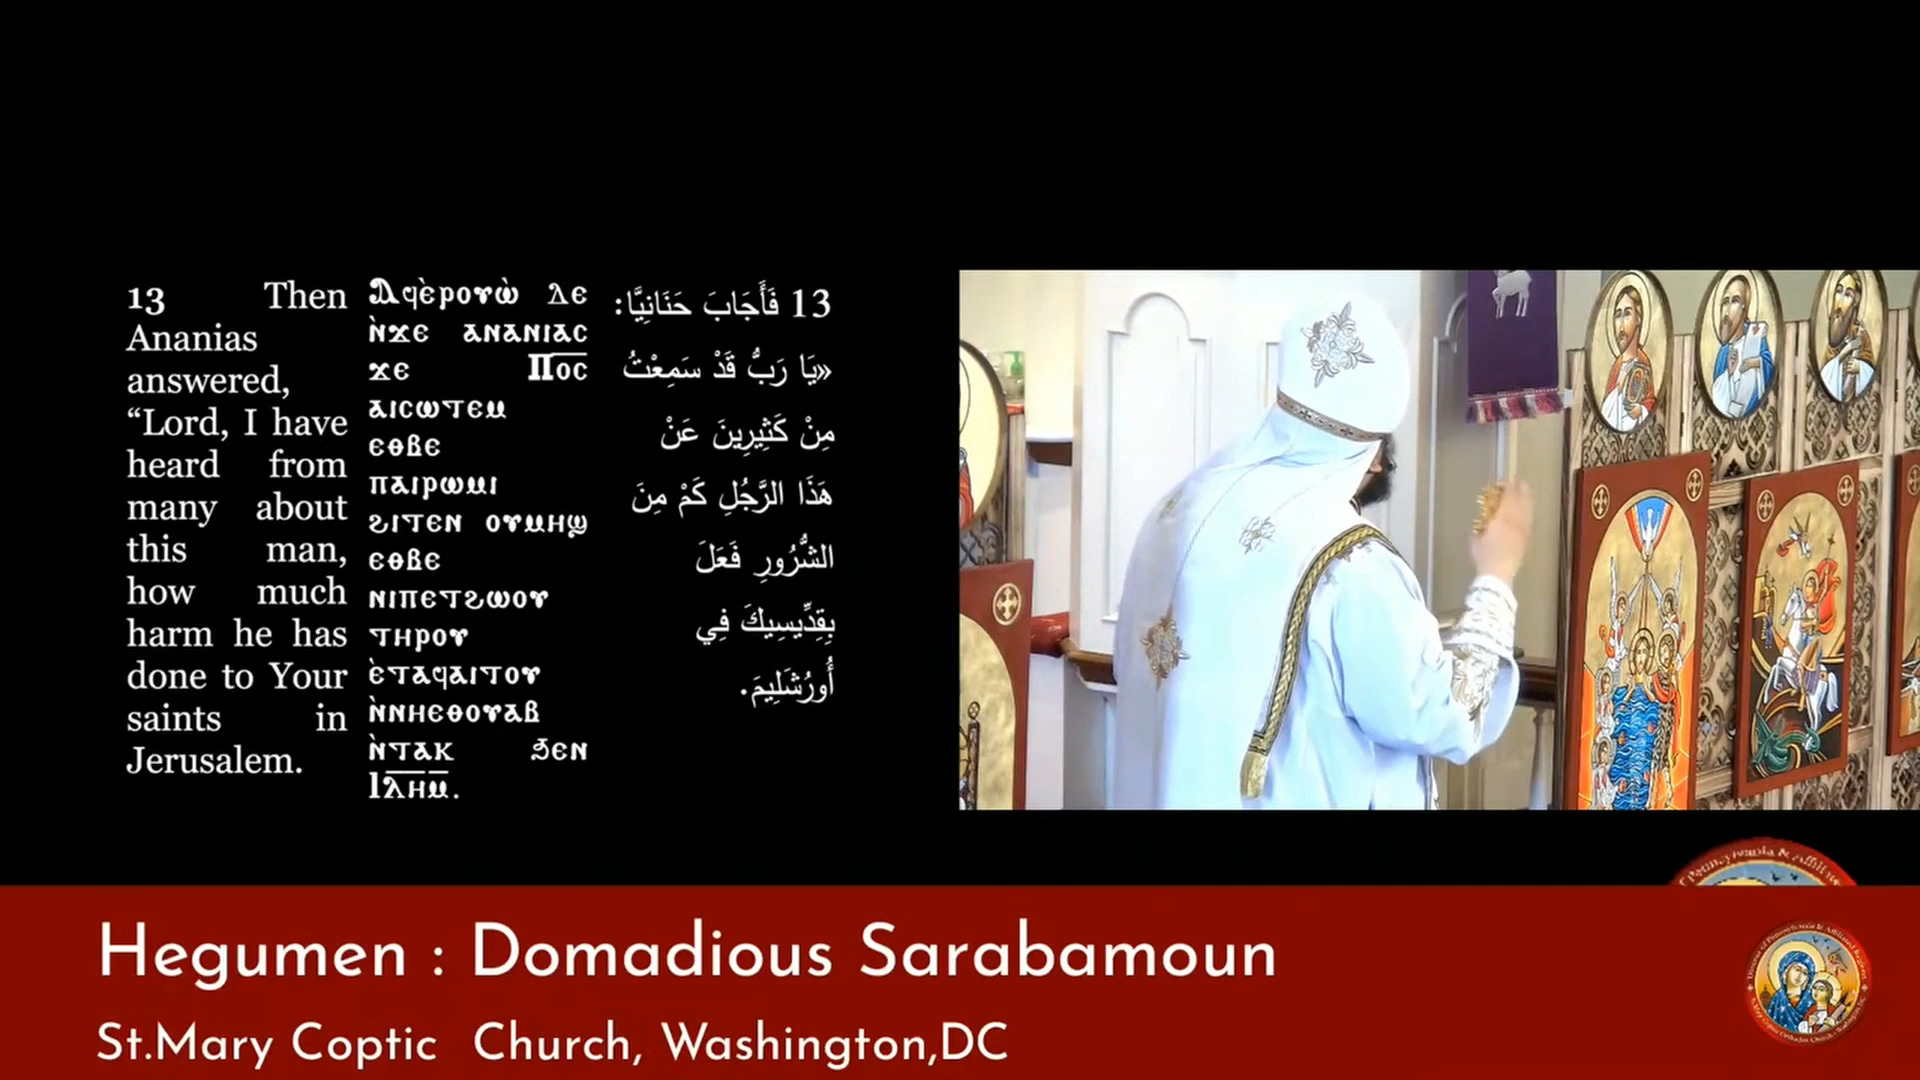 13 Then
Ananias
answered,
“Lord, I have
heard from
many about
this man,
how much
harm he has
done to Your
saints in
Jerusalem.
Ⲁϥⲉ̀ⲣⲟⲩⲱ̀ ⲇⲉ
ⲛ̀ϫⲉ ⲁⲛⲁⲛⲓⲁⲥ
ϫⲉ Ⲡⲟ̅ⲥ̅
ⲁⲓⲥⲱⲧⲉⲙ
ⲉⲑⲃⲉ
ⲡⲁⲓⲣⲱⲙⲓ
ϩⲓⲧⲉⲛ ⲟⲩⲙⲏϣ
ⲉⲑⲃⲉ
ⲛⲓⲡⲉⲧϩⲱⲟⲩ
ⲧⲏⲣⲟⲩ
ⲉ̀ⲧⲁϥⲁⲓⲧⲟⲩ
ⲛ̀ⲛⲏⲉⲑⲟⲩⲁⲃ
ⲛ̀ⲧⲁⲕ ϧⲉⲛ
Ⲓⲗ̅ⲏ̅ⲙ̅.
13 فَأَجَابَ حَنَانِيَّا:
«يَا رَبُّ قَدْ سَمِعْتُ
مِنْ كَثِيرِينَ عَنْ
هَذَا الرَّجُلِ كَمْ مِنَ
الشُّرُورِ فَعَلَ
بِقِدِّيسِيكَ فِي
أُورُشَلِيمَ.
Hegumen : Domadious Sarabamoun
St.Mary Coptic Church, Washington,DC